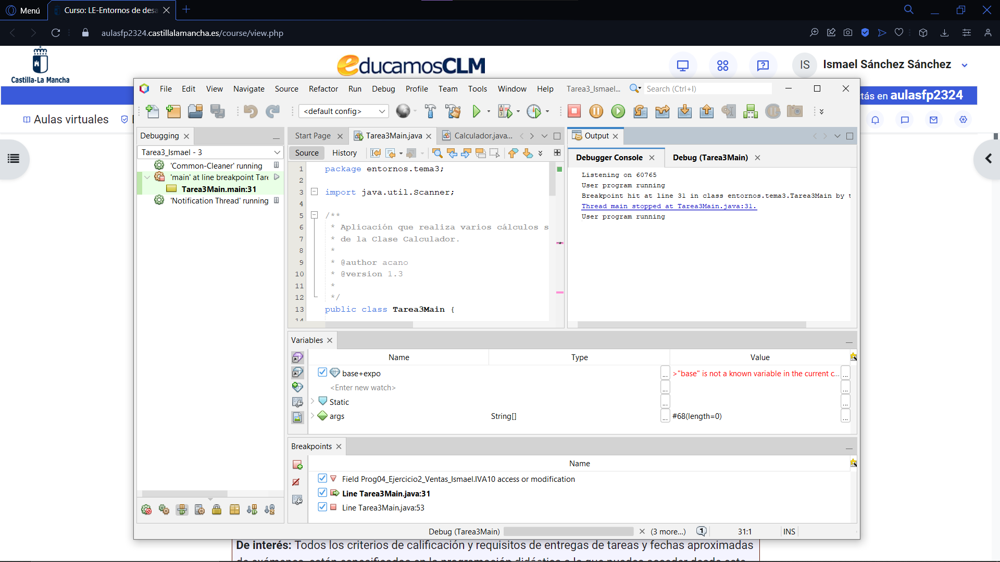 Menú
Curso: LE-Entornos de desa
aulasfp2324.castillalamancha.es/course/view.php
Castilla-La Mancha
educamosCLM
IS
Ismael Sánchez Sánchez
tás en aulasfp2324
Aulas virtuales
File Edit View Navigate Source Refactor Run Debug Profile Team Tools Window Help
Tarea3_Ismael...
Search (Ctrl+I)
<default config>
Debugging
Tarea3_Ismael - 3
'Common-Cleaner' running
'main' at line breakpoint Tare
Tarea3Main.main:31
'Notification Thread' running
Start Page
Tarea3Main.java
Calculador.java...
Source
History
1 package entornos.tema3;
2
3 import java.util.Scanner;
4
5 /**
6 * Aplicación que realiza varios cálculos s
7 * de la Clase Calculador.
8 *
9 * @author acano
10 * @version 1.3
11 *
12 */
13 public class Tarea3Main {
14
Output
Debugger Console
Debug (Tarea3Main)
Listening on 60765
User program running
Breakpoint hit at line 31 in class entornos.tema3.Tarea3Main by t
Thread main stopped at Tarea3Main.java:31.
User program running
Variables
Name Type Value
base+expo ... >"base" is not a known variable in the current c... ...
<Enter new watch> ... ...
Static ... ...
args String[] ... #68(length=0) ...
Breakpoints
Name
Field Prog04_Ejercicio2_Ventas_Ismael.IVA10 access or modification
Line Tarea3Main.java:31
Line Tarea3Main.java:53
Debug (Tarea3Main)
(3 more...)
1
31:1
INS
De interés: Todos los criterios de calificación y requisitos de entregas de tareas y fechas aproximadas